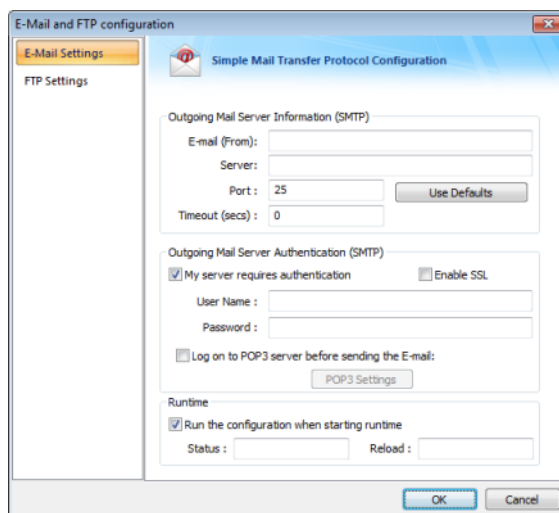 E-Mail and FTP configuration
E-Mail Settings
FTP Settings
Simple Mail Transfer Protocol Configuration
Outgoing Mail Server Information (SMTP)
E-mail (From):
Server:
Port : 25 Use Defaults
Timeout (secs) : 0
Outgoing Mail Server Authentication (SMTP)
My server requires authentication Enable SSL
User Name :
Password :
Log on to POP3 server before sending the E-mail:
POP3 Settings
Runtime
Run the configuration when starting runtime
Status : Reload :
OK Cancel